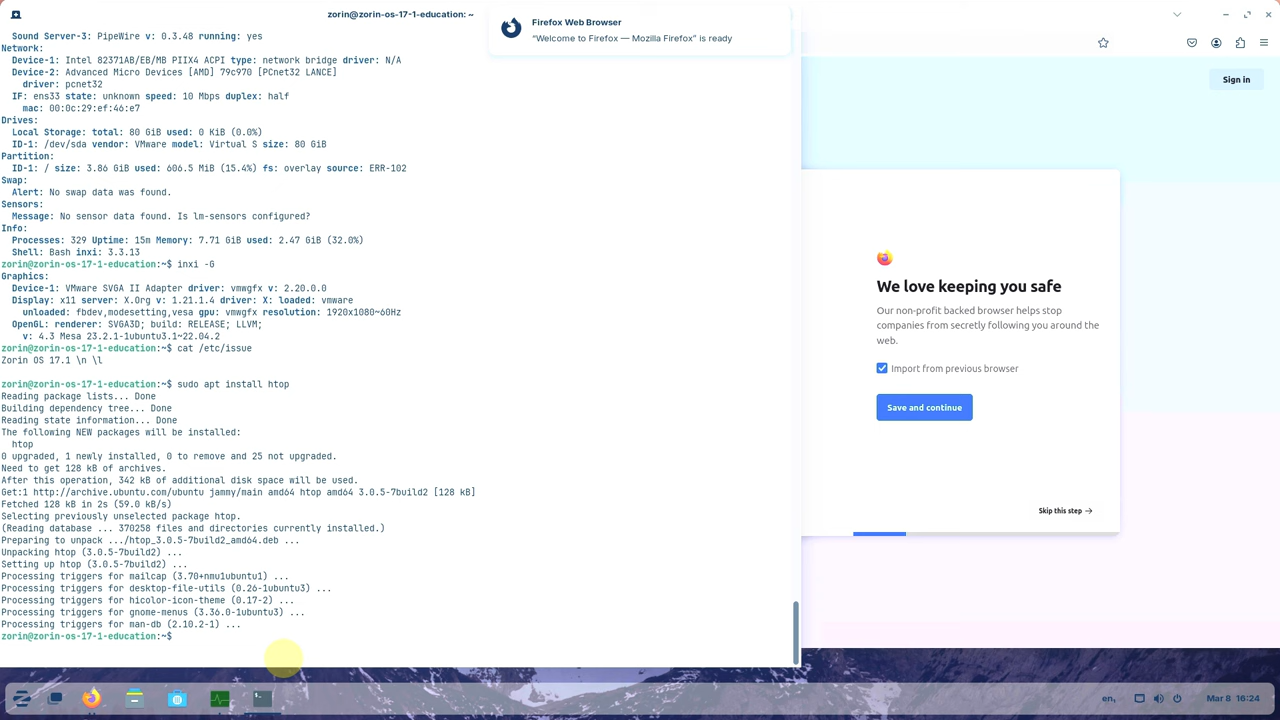 zorin@zorin-os-17-1-education: ~
Firefox Web Browser
“Welcome to Firefox — Mozilla Firefox” is ready
Sound Server-3: PipeWire v: 0.3.48 running: yes
Network:
Device-1: Intel 82371AB/EB/MB PIIX4 ACPI type: network bridge driver: N/A
Device-2: Advanced Micro Devices [AMD] 79c970 [PCnet32 LANCE]
driver: pcnet32
IF: ens33 state: unknown speed: 10 Mbps duplex: half
mac: 00:0c:29:ef:46:e7
Drives:
Local Storage: total: 80 GiB used: 0 KiB (0.0%)
ID-1: /dev/sda vendor: VMware model: Virtual S size: 80 GiB
Partition:
ID-1: / size: 3.86 GiB used: 606.5 MiB (15.4%) fs: overlay source: ERR-102
Swap:
Alert: No swap data was found.
Sensors:
Message: No sensor data found. Is lm-sensors configured?
Info:
Processes: 329 Uptime: 15m Memory: 7.71 GiB used: 2.47 GiB (32.0%)
Shell: Bash inxi: 3.3.13
zorin@zorin-os-17-1-education:~$ inxi -G
Graphics:
Device-1: VMware SVGA II Adapter driver: vmwgfx v: 2.20.0.0
Display: x11 server: X.Org v: 1.21.1.4 driver: X: loaded: vmware
unloaded: fbdev,modesetting,vesa gpu: vmwgfx resolution: 1920x1080~60Hz
OpenGL: renderer: SVGA3D; build: RELEASE; LLVM;
v: 4.3 Mesa 23.2.1-1ubuntu3.1~22.04.2
zorin@zorin-os-17-1-education:~$ cat /etc/issue
Zorin OS 17.1 \n \l
zorin@zorin-os-17-1-education:~$ sudo apt install htop
Reading package lists... Done
Building dependency tree... Done
Reading state information... Done
The following NEW packages will be installed:
htop
0 upgraded, 1 newly installed, 0 to remove and 25 not upgraded.
Need to get 128 kB of archives.
After this operation, 342 kB of additional disk space will be used.
Get:1 http://archive.ubuntu.com/ubuntu jammy/main amd64 htop amd64 3.0.5-7build2 [128 kB]
Fetched 128 kB in 2s (59.0 kB/s)
Selecting previously unselected package htop.
(Reading database ... 370258 files and directories currently installed.)
Preparing to unpack .../htop_3.0.5-7build2_amd64.deb ...
Unpacking htop (3.0.5-7build2) ...
Setting up htop (3.0.5-7build2) ...
Processing triggers for mailcap (3.70+nmu1ubuntu1) ...
Processing triggers for desktop-file-utils (0.26-1ubuntu3) ...
Processing triggers for hicolor-icon-theme (0.17-2) ...
Processing triggers for gnome-menus (3.36.0-1ubuntu3) ...
Processing triggers for man-db (2.10.2-1) ...
zorin@zorin-os-17-1-education:~$
Sign in
We love keeping you safe
Our non-profit backed browser helps stop
companies from secretly following you around the
web.
Import from previous browser
Save and continue
Skip this step
en,
Mar 8 16:24